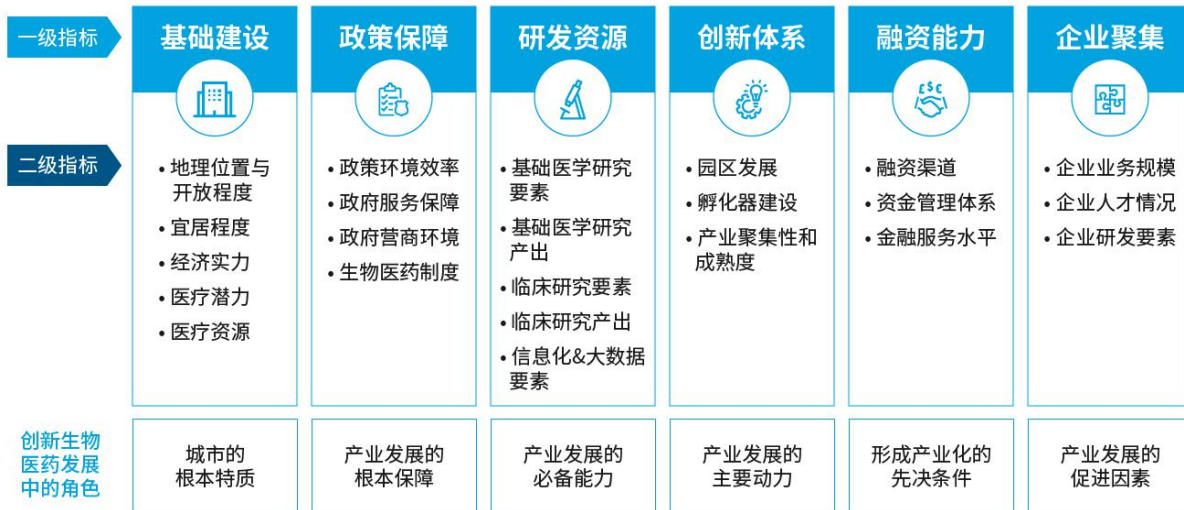 一级指标
基础建设
政策保障
研发资源
创新体系
融资能力
企业聚集
£$€
二级指标
• 地理位置与
开放程度
• 宜居程度
• 经济实力
• 医疗潜力
• 医疗资源
• 政策环境效率
• 政府服务保障
• 政府营商环境
• 生物医药制度
• 基础医学研究
要素
• 基础医学研究
产出
• 临床研究要素
• 临床研究产出
• 信息化&大数据
要素
• 园区发展
• 孵化器建设
• 产业聚集性和
成熟度
• 融资渠道
• 资金管理体系
• 金融服务水平
• 企业业务规模
• 企业人才情况
• 企业研发要素
创新生物
医药发展
中的角色
城市的
根本特质
产业发展的
根本保障
产业发展的
必备能力
产业发展的
主要动力
形成产业化的
先决条件
产业发展的
促进因素